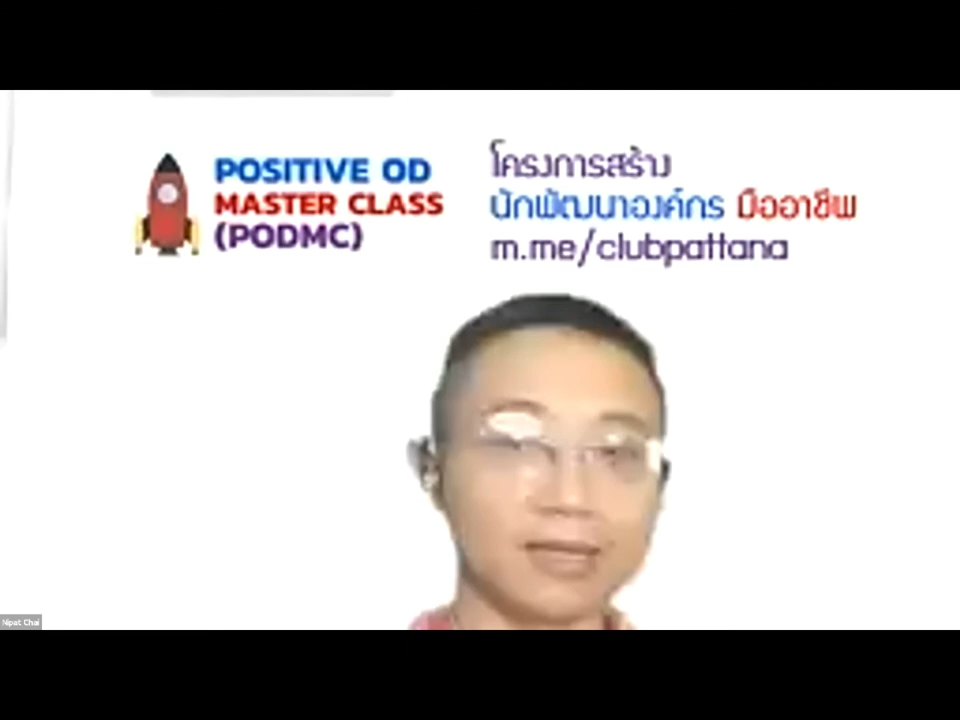 POSITIVE OD
MASTER CLASS
(PODMC)
โครงการสร้าง
นักพัฒนาองค์กร มืออาชีพ
m.me/clubpattana
Nipat Chai